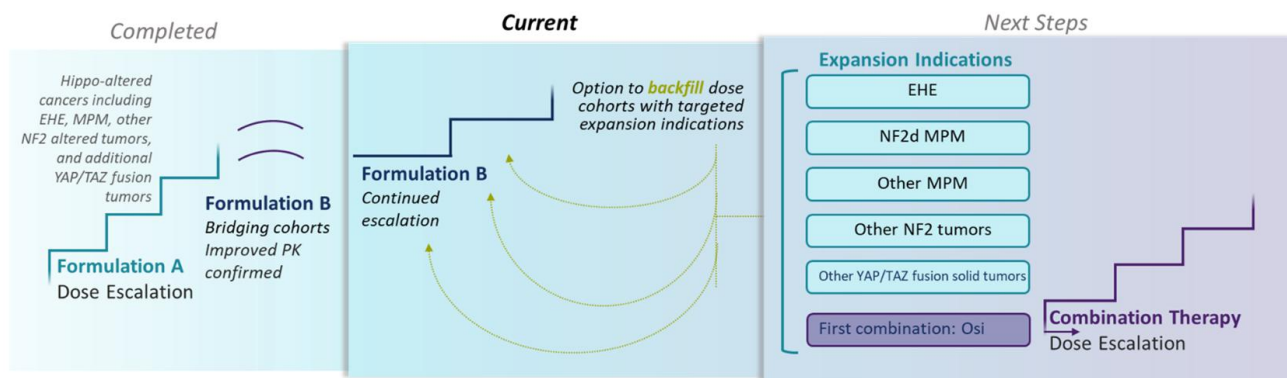 Completed
Hippo-altered
cancers including
EHE, MPM, other
NF2 altered tumors,
and additional
YAP/TAZ fusion
tumors
Formulation A
Dose Escalation
Formulation B
Bridging cohorts
Improved PK
confirmed
Current
Option to backfill dose
cohorts with targeted
expansion indications
Formulation B
Continued
escalation
Next Steps
Expansion Indications
EHE
NF2d MPM
Other MPM
Other NF2 tumors
Other YAP/TAZ fusion solid tumors
First combination: Osi
Combination Therapy
Dose Escalation